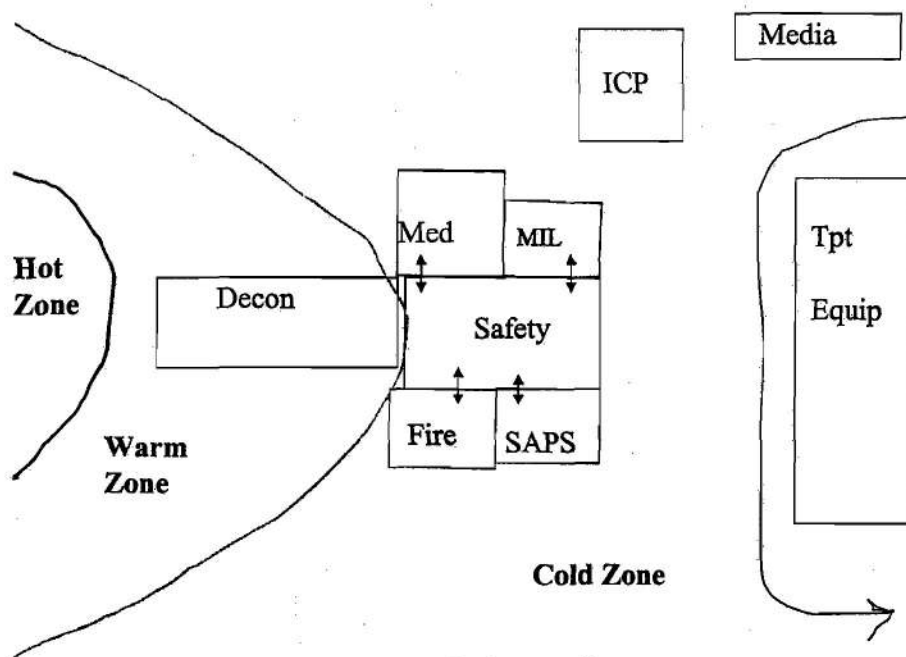 Media
ICP
Med
MIL
Hot
Zone
Decon
Safety
Tpt
Equip
Fire
SAPS
Warm
Zone
Cold Zone